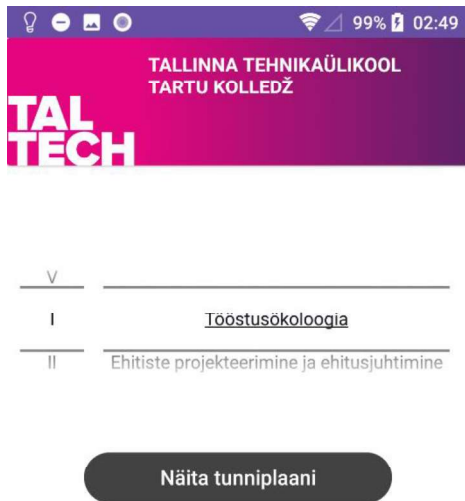 99% 02:49
TALLINNA TEHNIKAÜLIKOOL
TARTU KOLLEDŽ
TAL
TECH
V
I Tööstusökoloogia
II Ehitiste projekteerimine ja ehitusjuhtimine
Näita tunniplaani